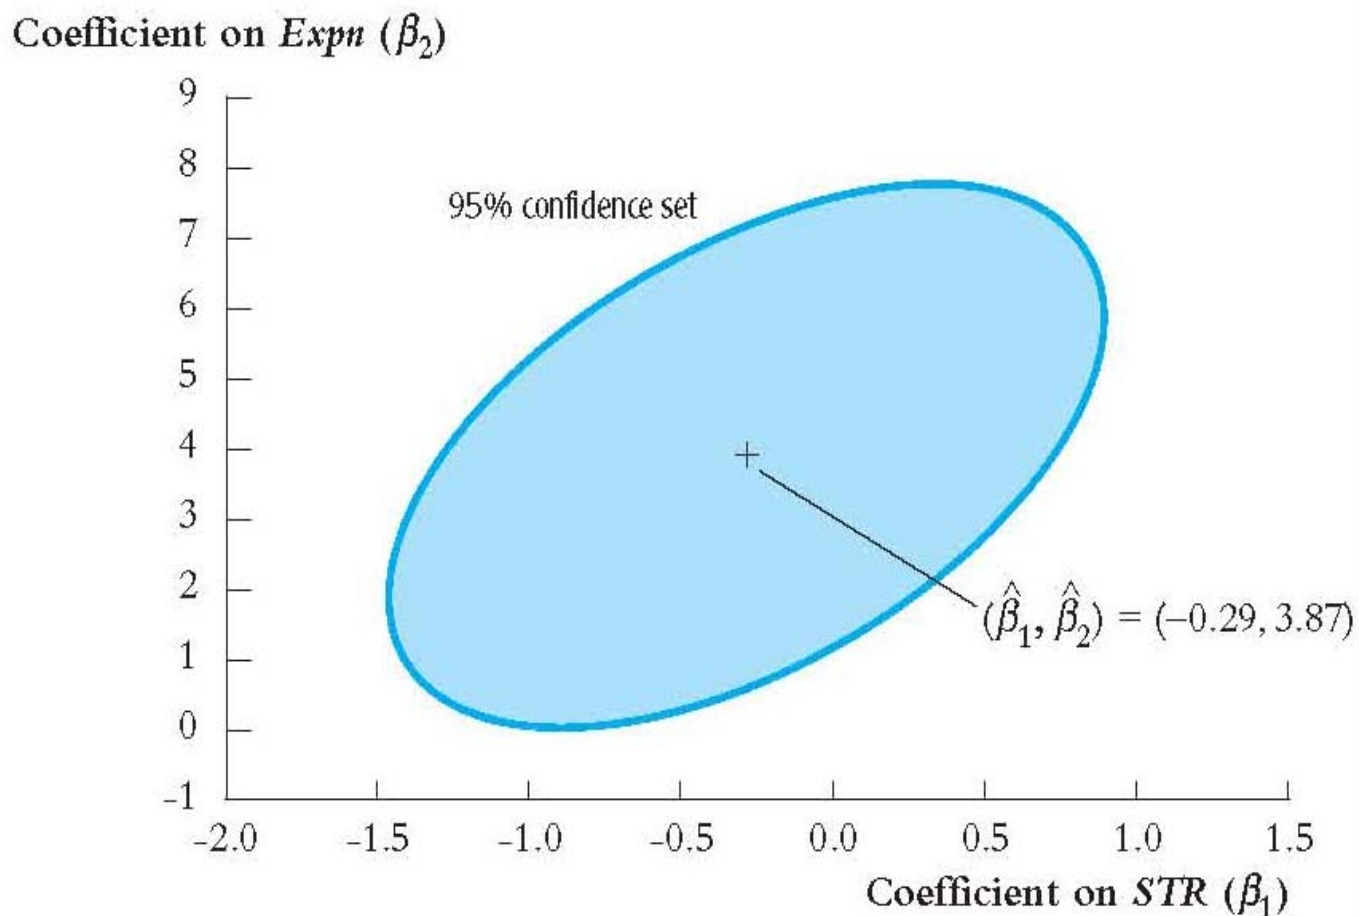 Coefficient on Expn (β₂)
9
8
95% confidence set
7
6
5
4
3
2
(β̂₁, β̂₂) = (–0.29, 3.87)
1
0
–1
–2.0 –1.5 –1.0 –0.5 0.0 0.5 1.0 1.5
Coefficient on STR (β₁)